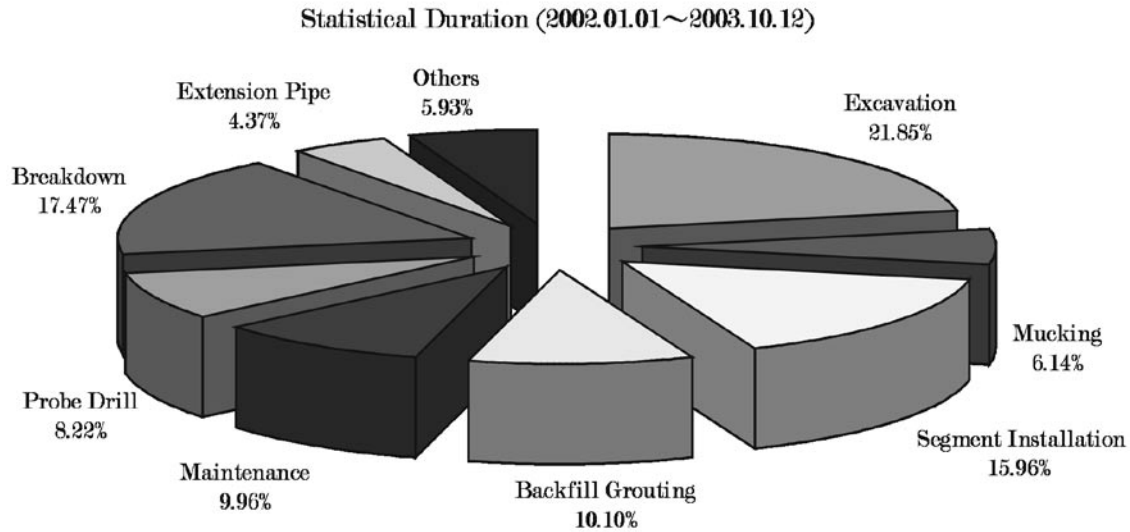 Statistical Duration (2002.01.01～2003.10.12)
Others
5.93%
Extension Pipe
4.37%
Excavation
21.85%
Breakdown
17.47%
Mucking
6.14%
Probe Drill
8.22%
Segment Installation
15.96%
Maintenance
9.96%
Backfill Grouting
10.10%